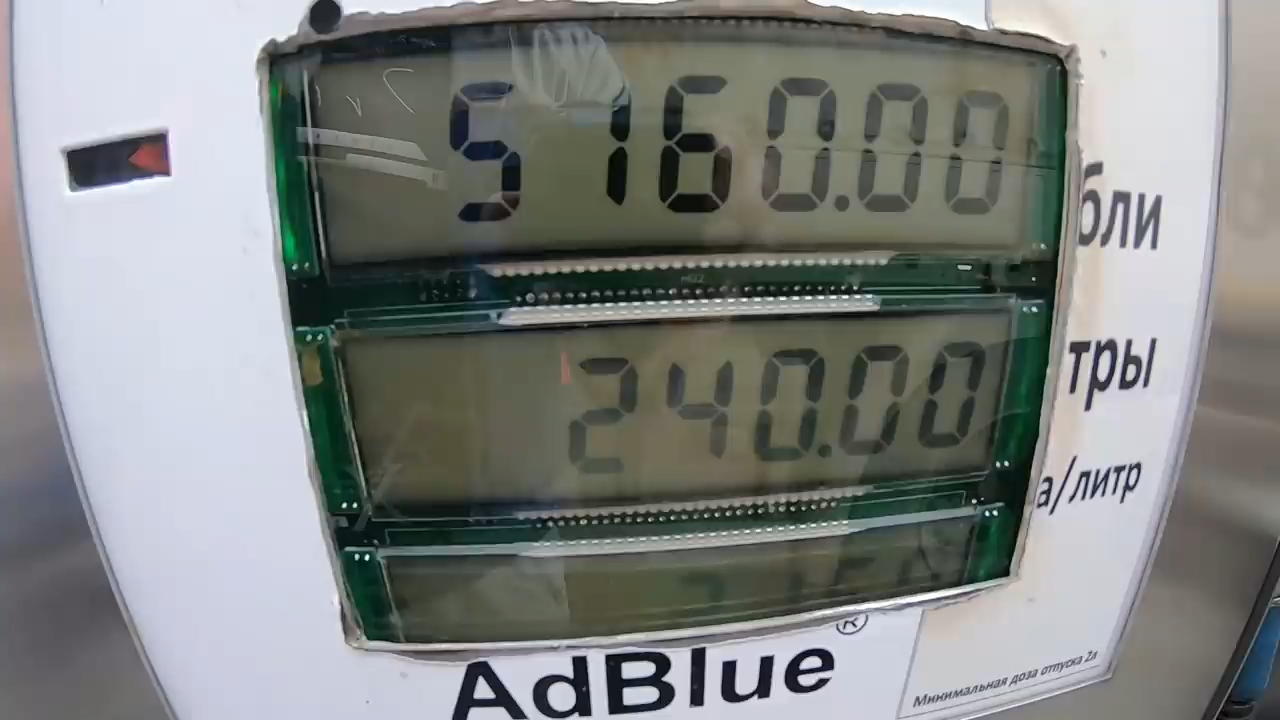 5160.00
бли
240.00
тры
а/литр
AdBlue®
Минимальная доза отпуска 2л